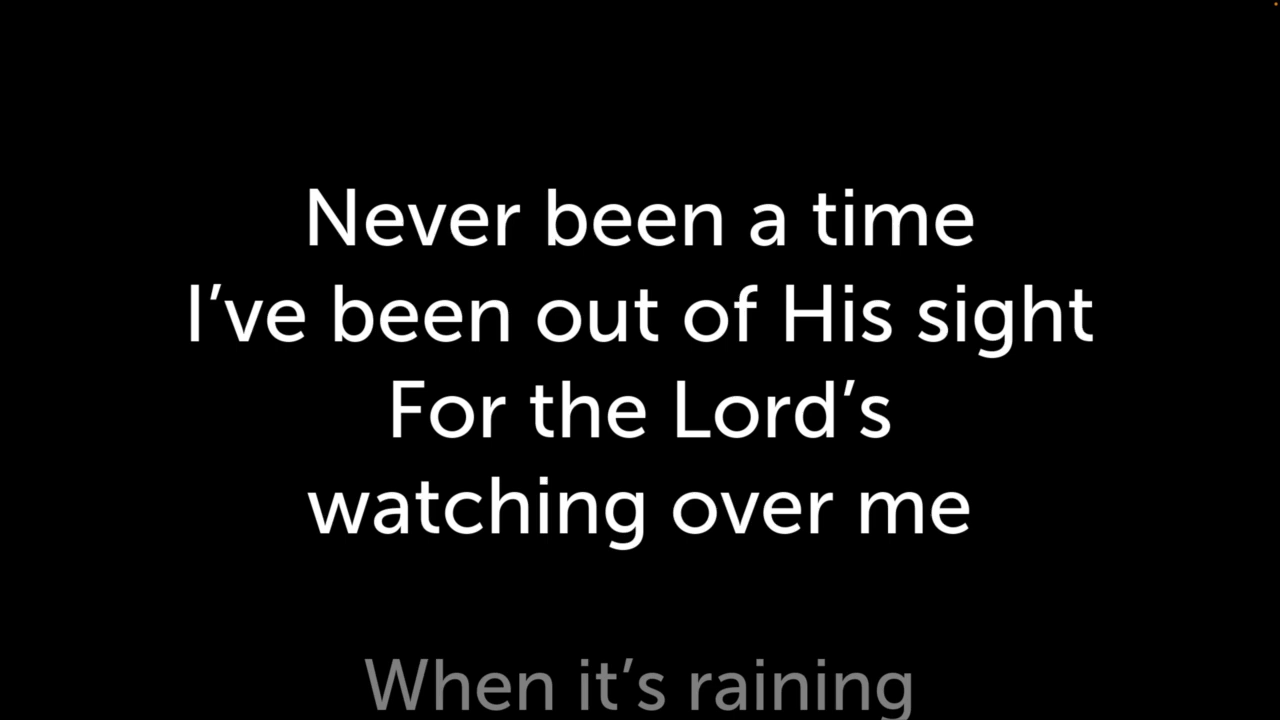 Never been a time
I’ve been out of His sight
For the Lord’s
watching over me
When it’s raining